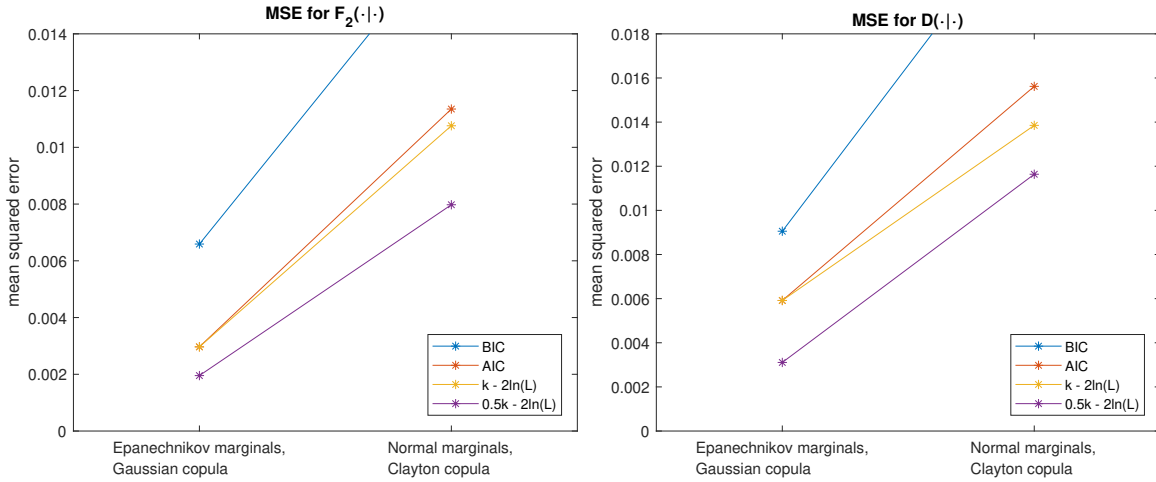 MSE for F₂(·|·)
mean squared error
0.014
0.012
0.01
0.008
0.006
0.004
0.002
0
BIC
AIC
k - 2ln(L)
0.5k - 2ln(L)
Epanechnikov marginals,
Gaussian copula
Normal marginals,
Clayton copula
MSE for D(·|·)
mean squared error
0.018
0.016
0.014
0.012
0.01
0.008
0.006
0.004
0.002
0
BIC
AIC
k - 2ln(L)
0.5k - 2ln(L)
Epanechnikov marginals,
Gaussian copula
Normal marginals,
Clayton copula